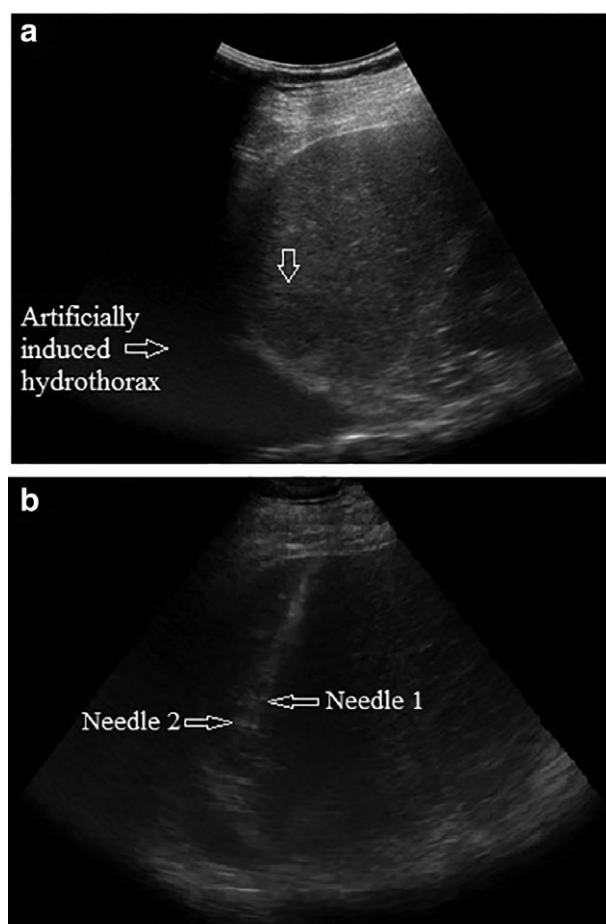 a
Artificially
induced
hydrothorax
b
Needle 1
Needle 2